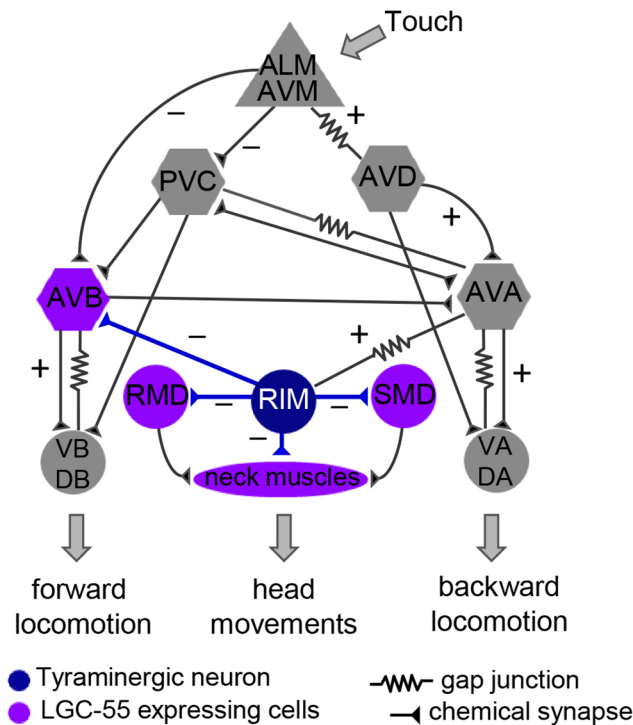 Touch
ALM
AVM
−
+
−
PVC
AVD
+
AVB
AVA
−
+
+
+
RMD
RIM
SMD
−
−
−
VB
DB
neck muscles
VA
DA
forward
locomotion
head
movements
backward
locomotion
Tyraminergic neuron
gap junction
LGC-55 expressing cells
chemical synapse